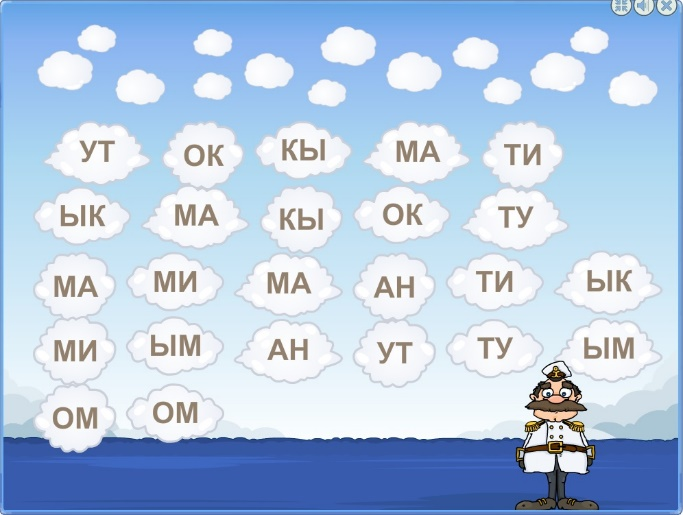 УТ ОК КЫ МА ТИ
ЫК МА КЫ ОК ТУ
МА МИ МА АН ТИ ЫК
МИ ЫМ АН УТ ТУ ЫМ
ОМ ОМ